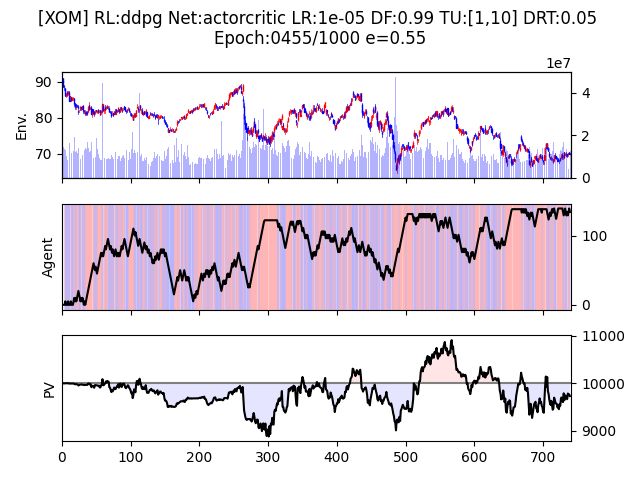 [XOM] RL:ddpg Net:actorcritic LR:1e-05 DF:0.99 TU:[1,10] DRT:0.05
Epoch:0455/1000 e=0.55
1e7
90
80
70
Env.
4
2
0
Agent
100
0
PV
11000
10000
9000
0 100 200 300 400 500 600 700